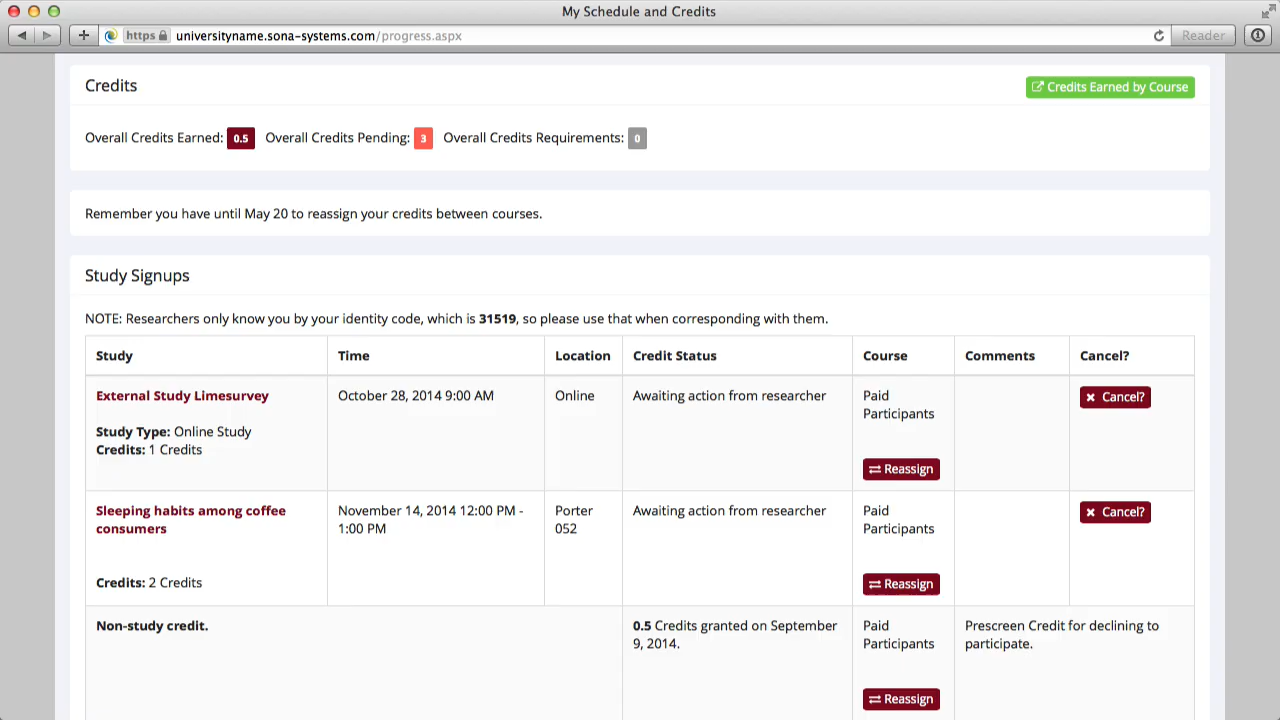 My Schedule and Credits
https universityname.sona-systems.com/progress.aspx Reader
Credits Credits Earned by Course
Overall Credits Earned: 0.5 Overall Credits Pending: 3 Overall Credits Requirements: 0
Remember you have until May 20 to reassign your credits between courses.
Study Signups
NOTE: Researchers only know you by your identity code, which is 31519, so please use that when corresponding with them.
Study Time Location Credit Status Course Comments Cancel?
External Study Limesurvey October 28, 2014 9:00 AM Online Awaiting action from researcher Paid Cancel?
Participants
Study Type: Online Study
Credits: 1 Credits
Reassign
Sleeping habits among coffee November 14, 2014 12:00 PM - Porter Awaiting action from researcher Paid Cancel?
consumers 1:00 PM 052 Participants
Credits: 2 Credits
Reassign
Non-study credit. 0.5 Credits granted on September Paid Prescreen Credit for declining to
9, 2014. Participants participate.
Reassign